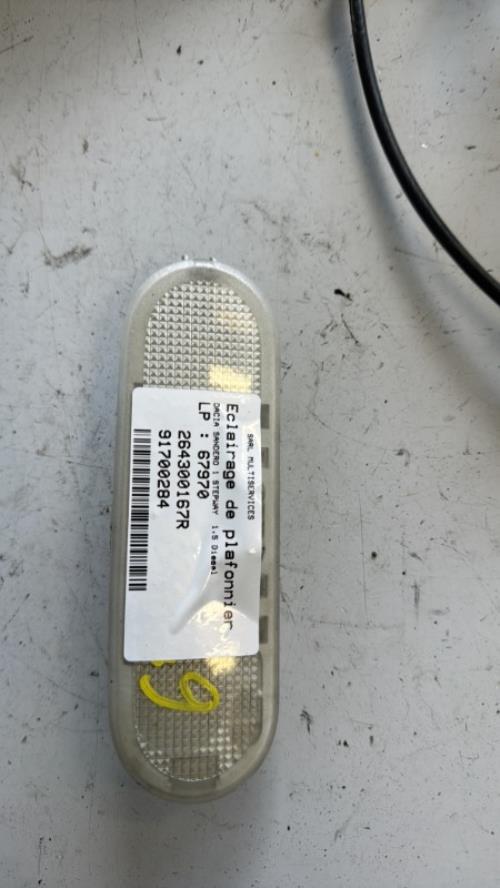 SARL MULTISERVICES
Eclairage de plafonnier
DACIA SANDERO 1 STEPWAY 1.5 Diesel
LP : 67970
264300167R
91700284